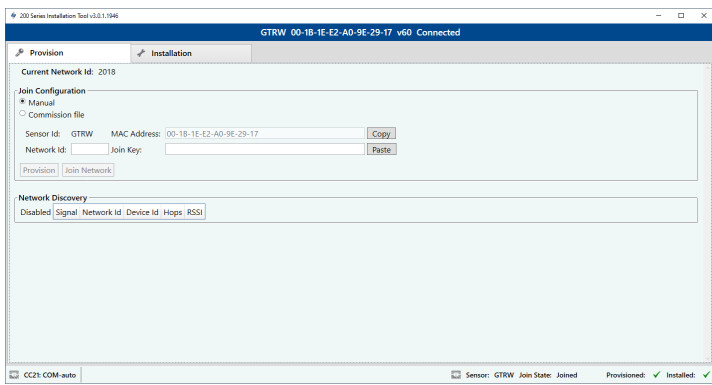 200 Series Installation Tool v3.0.1.1946
GTRW 00-1B-1E-E2-A0-9E-29-17 v60 Connected
Provision
Installation
Current Network Id: 2018
Join Configuration
Manual
Commission file
Sensor Id: GTRW MAC Address: 00-1B-1E-E2-A0-9E-29-17 Copy
Network Id: Join Key: Paste
Provision Join Network
Network Discovery
Disabled Signal Network Id Device Id Hops RSSI
CC21: COM-auto Sensor: GTRW Join State: Joined Provisioned: ✓ Installed: ✓